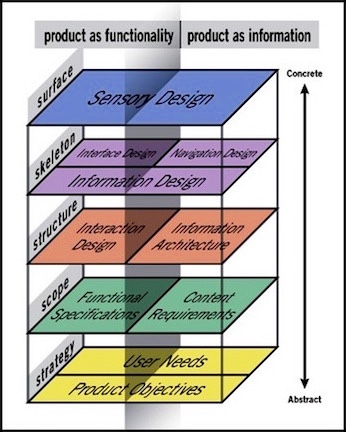 product as functionality
product as information
Concrete
surface
Sensory Design
skeleton
Interface Design
Navigation Design
Information Design
structure
Interaction
Design
Information
Architecture
scope
Functional
Specifications
Content
Requirements
strategy
User Needs
Product Objectives
Abstract